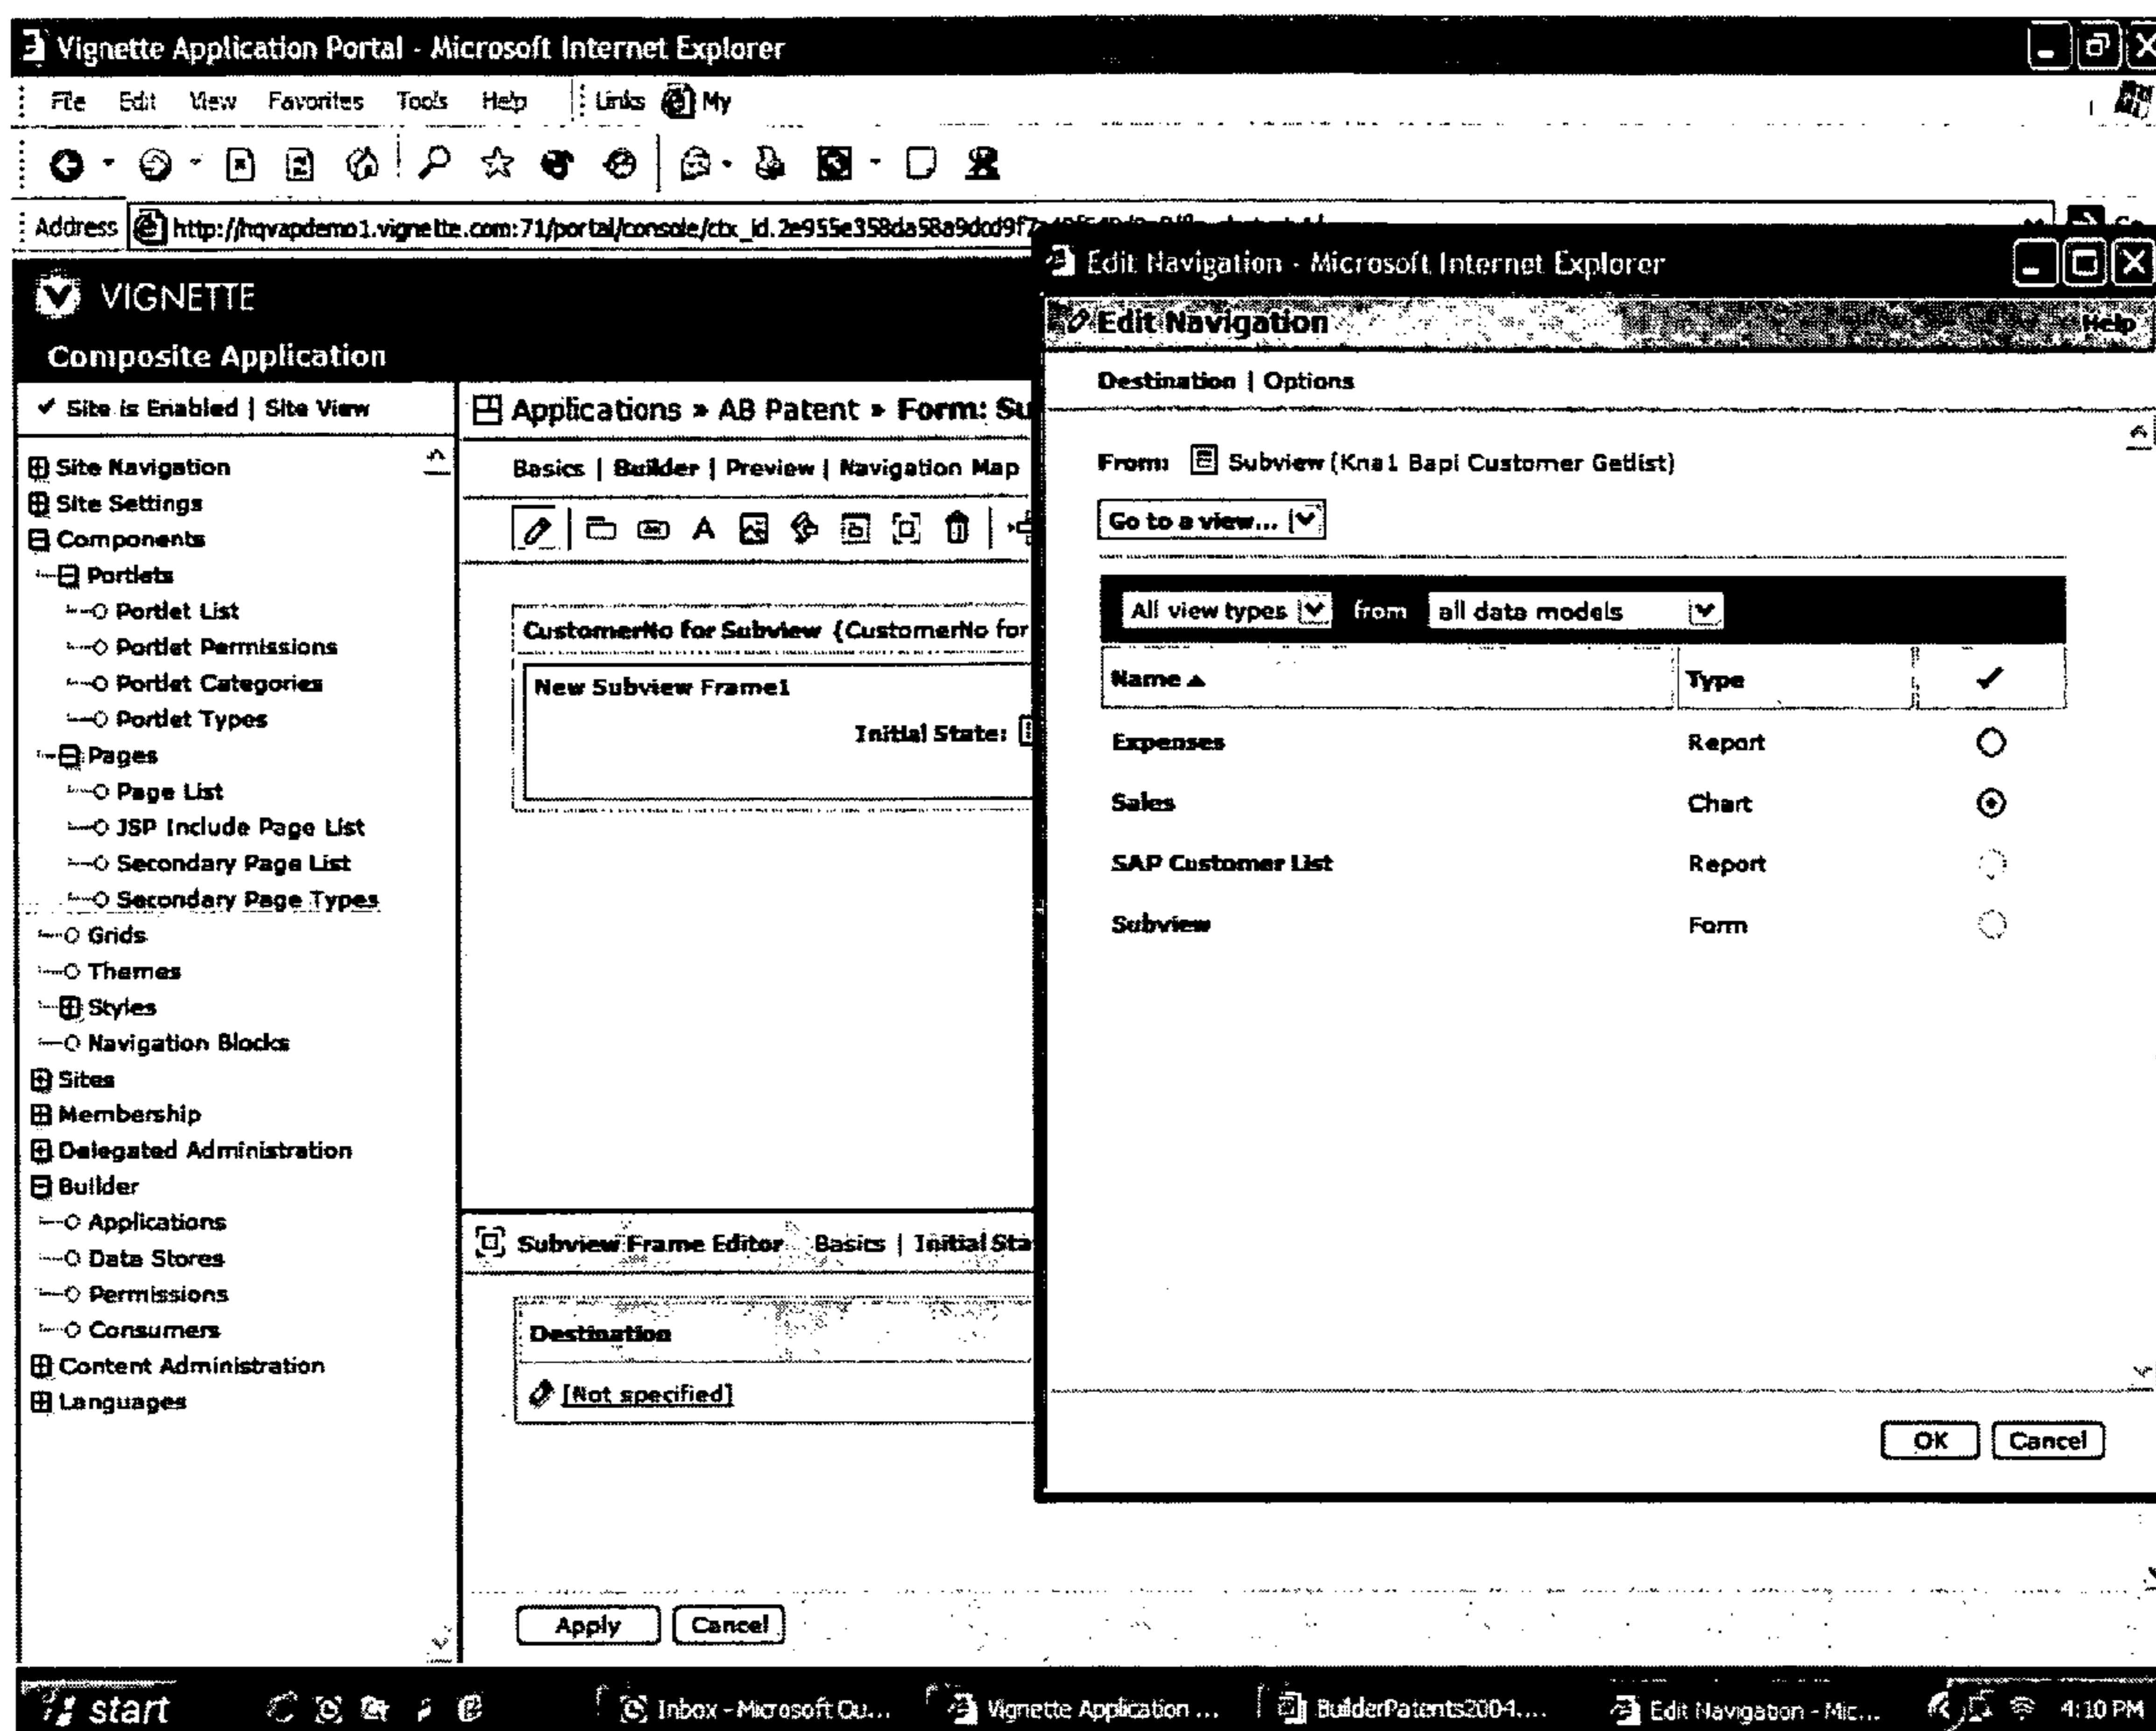 Vignette Application Portal - Microsoft Internet Explorer
File Edit View Favorites Tools Help Links My
Address http://hqvapdemo1.vignette.com:71/portal/console/ctx_id.2e955e358da58a9dcd9f7
VIGNETTE
Composite Application
Site is Enabled | Site View
Site Navigation
Site Settings
Components
Portlets
Portlet List
Portlet Permissions
Portlet Categories
Portlet Types
Pages
Page List
JSP Include Page List
Secondary Page List
Secondary Page Types
Grids
Themes
Styles
Navigation Blocks
Sites
Membership
Delegated Administration
Builder
Applications
Data Stores
Permissions
Consumers
Content Administration
Languages
Applications » AB Patent » Form: Su
Basics | Builder | Preview | Navigation Map
A
CustomerNo for Subview {CustomerNo for
New Subview Frame1
Initial State:
Subview Frame Editor Basics | Initial Sta
Destination
[Not specified]
Apply Cancel
Edit Navigation - Microsoft Internet Explorer
Edit Navigation Help
Destination | Options
From: Subview (Kna1 Bapi Customer Getlist)
Go to a view...
All view types from all data models
Name Type
Expenses Report
Sales Chart
SAP Customer List Report
Subview Form
OK Cancel
start Inbox - Microsoft Ou... Vignette Application ... BuilderPatents2004.... Edit Navigation - Mic... 4:10 PM